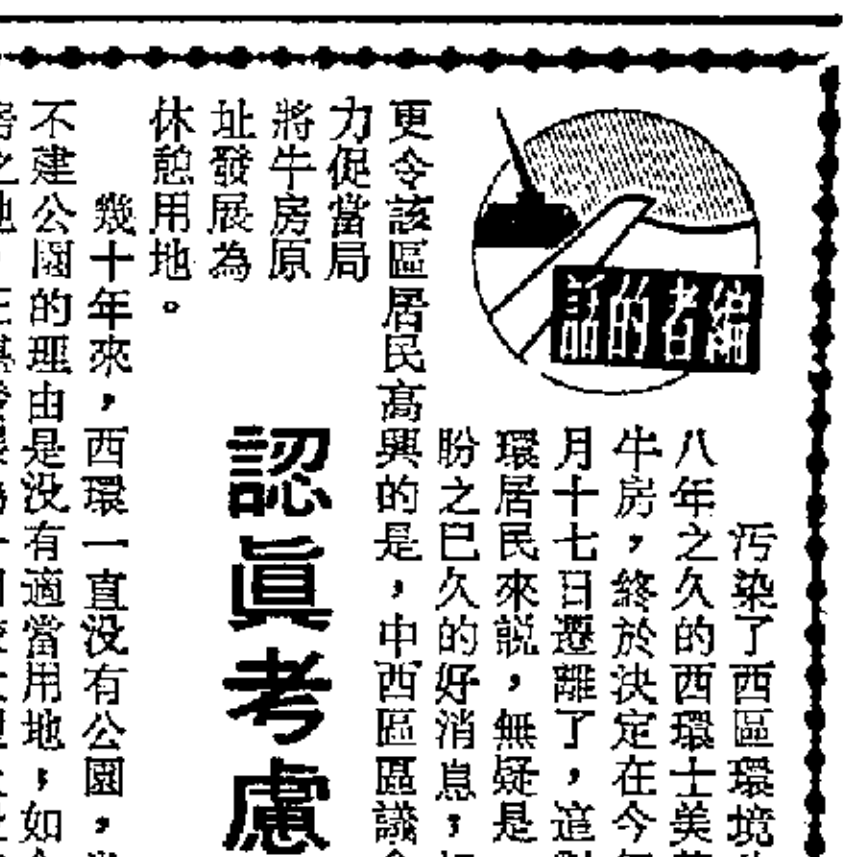 編者的話
污染了西區環境
八年之久的西環士美
牛房，終於決定在今
月十七日遷離了，這
環居民來説，無疑是
盼之已久的好消息，
更令該區居民高興的是，中西區區議
力促當局
將牛房原
址發展為
休憩用地。
認眞考慮
幾十年來，西環一直没有公園，
不建公園的理由是没有適當用地，如